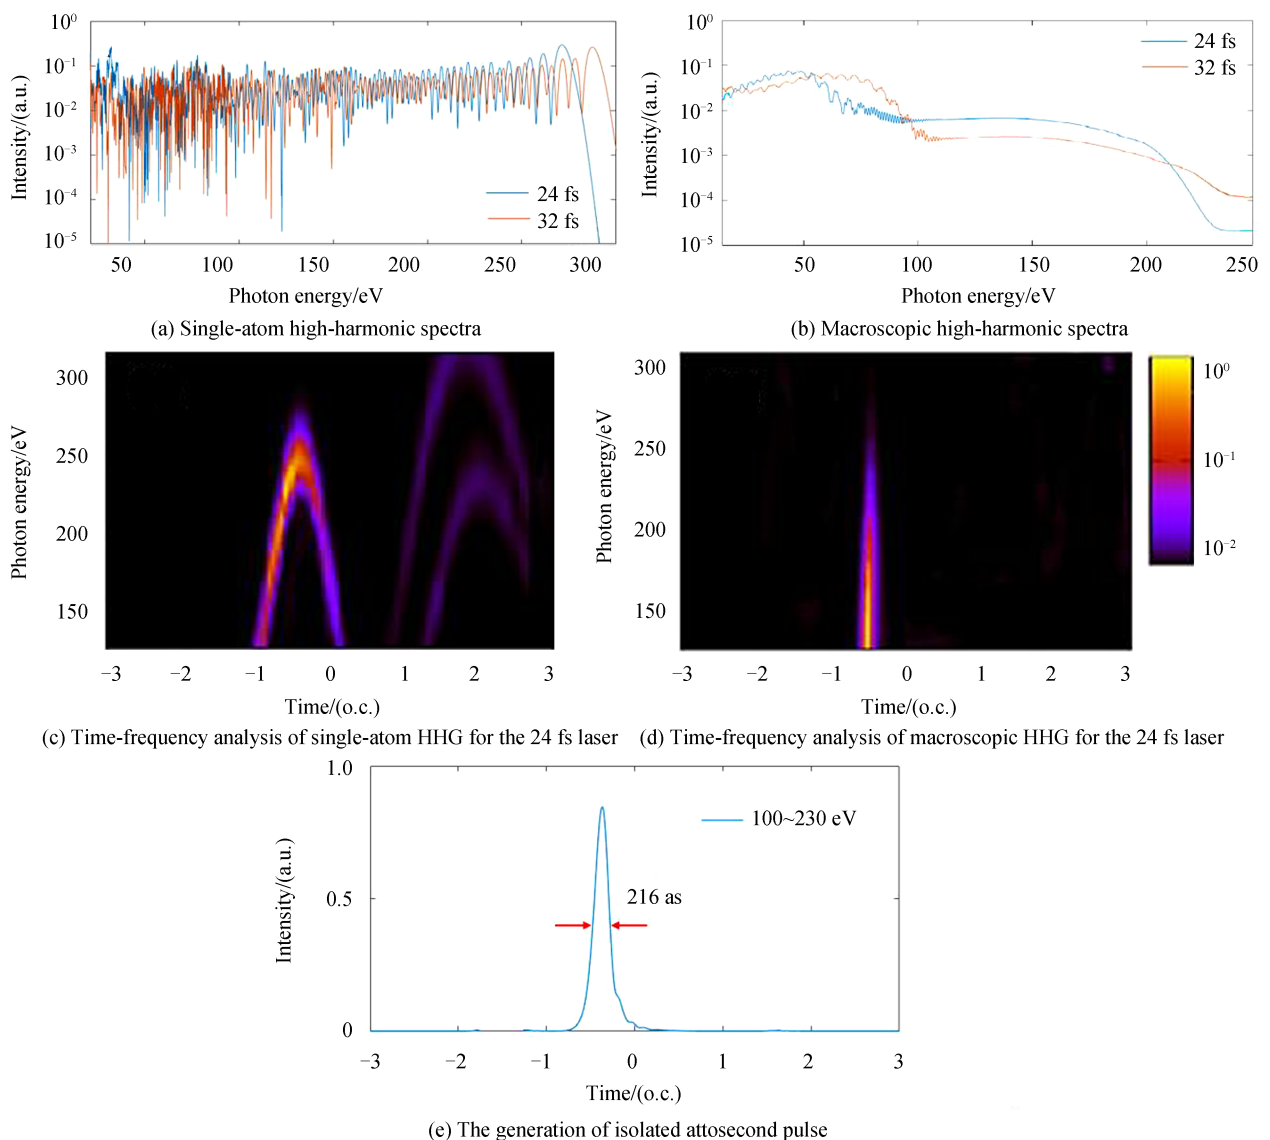 10⁰
10⁻¹
10⁻²
10⁻³
10⁻⁴
10⁻⁵
Intensity/(a.u.)
24 fs
32 fs
50 100 150 200 250 300
Photon energy/eV
(a) Single-atom high-harmonic spectra
10⁰
10⁻¹
10⁻²
10⁻³
10⁻⁴
10⁻⁵
Intensity/(a.u.)
24 fs
32 fs
50 100 150 200 250
Photon energy/eV
(b) Macroscopic high-harmonic spectra
300
250
200
150
Photon energy/eV
−3 −2 −1 0 1 2 3
Time/(o.c.)
(c) Time-frequency analysis of single-atom HHG for the 24 fs laser
300
250
200
150
Photon energy/eV
10⁰
10⁻¹
10⁻²
−3 −2 −1 0 1 2 3
Time/(o.c.)
(d) Time-frequency analysis of macroscopic HHG for the 24 fs laser
1.0
0.5
0
Intensity/(a.u.)
100~230 eV
216 as
−3 −2 −1 0 1 2 3
Time/(o.c.)
(e) The generation of isolated attosecond pulse